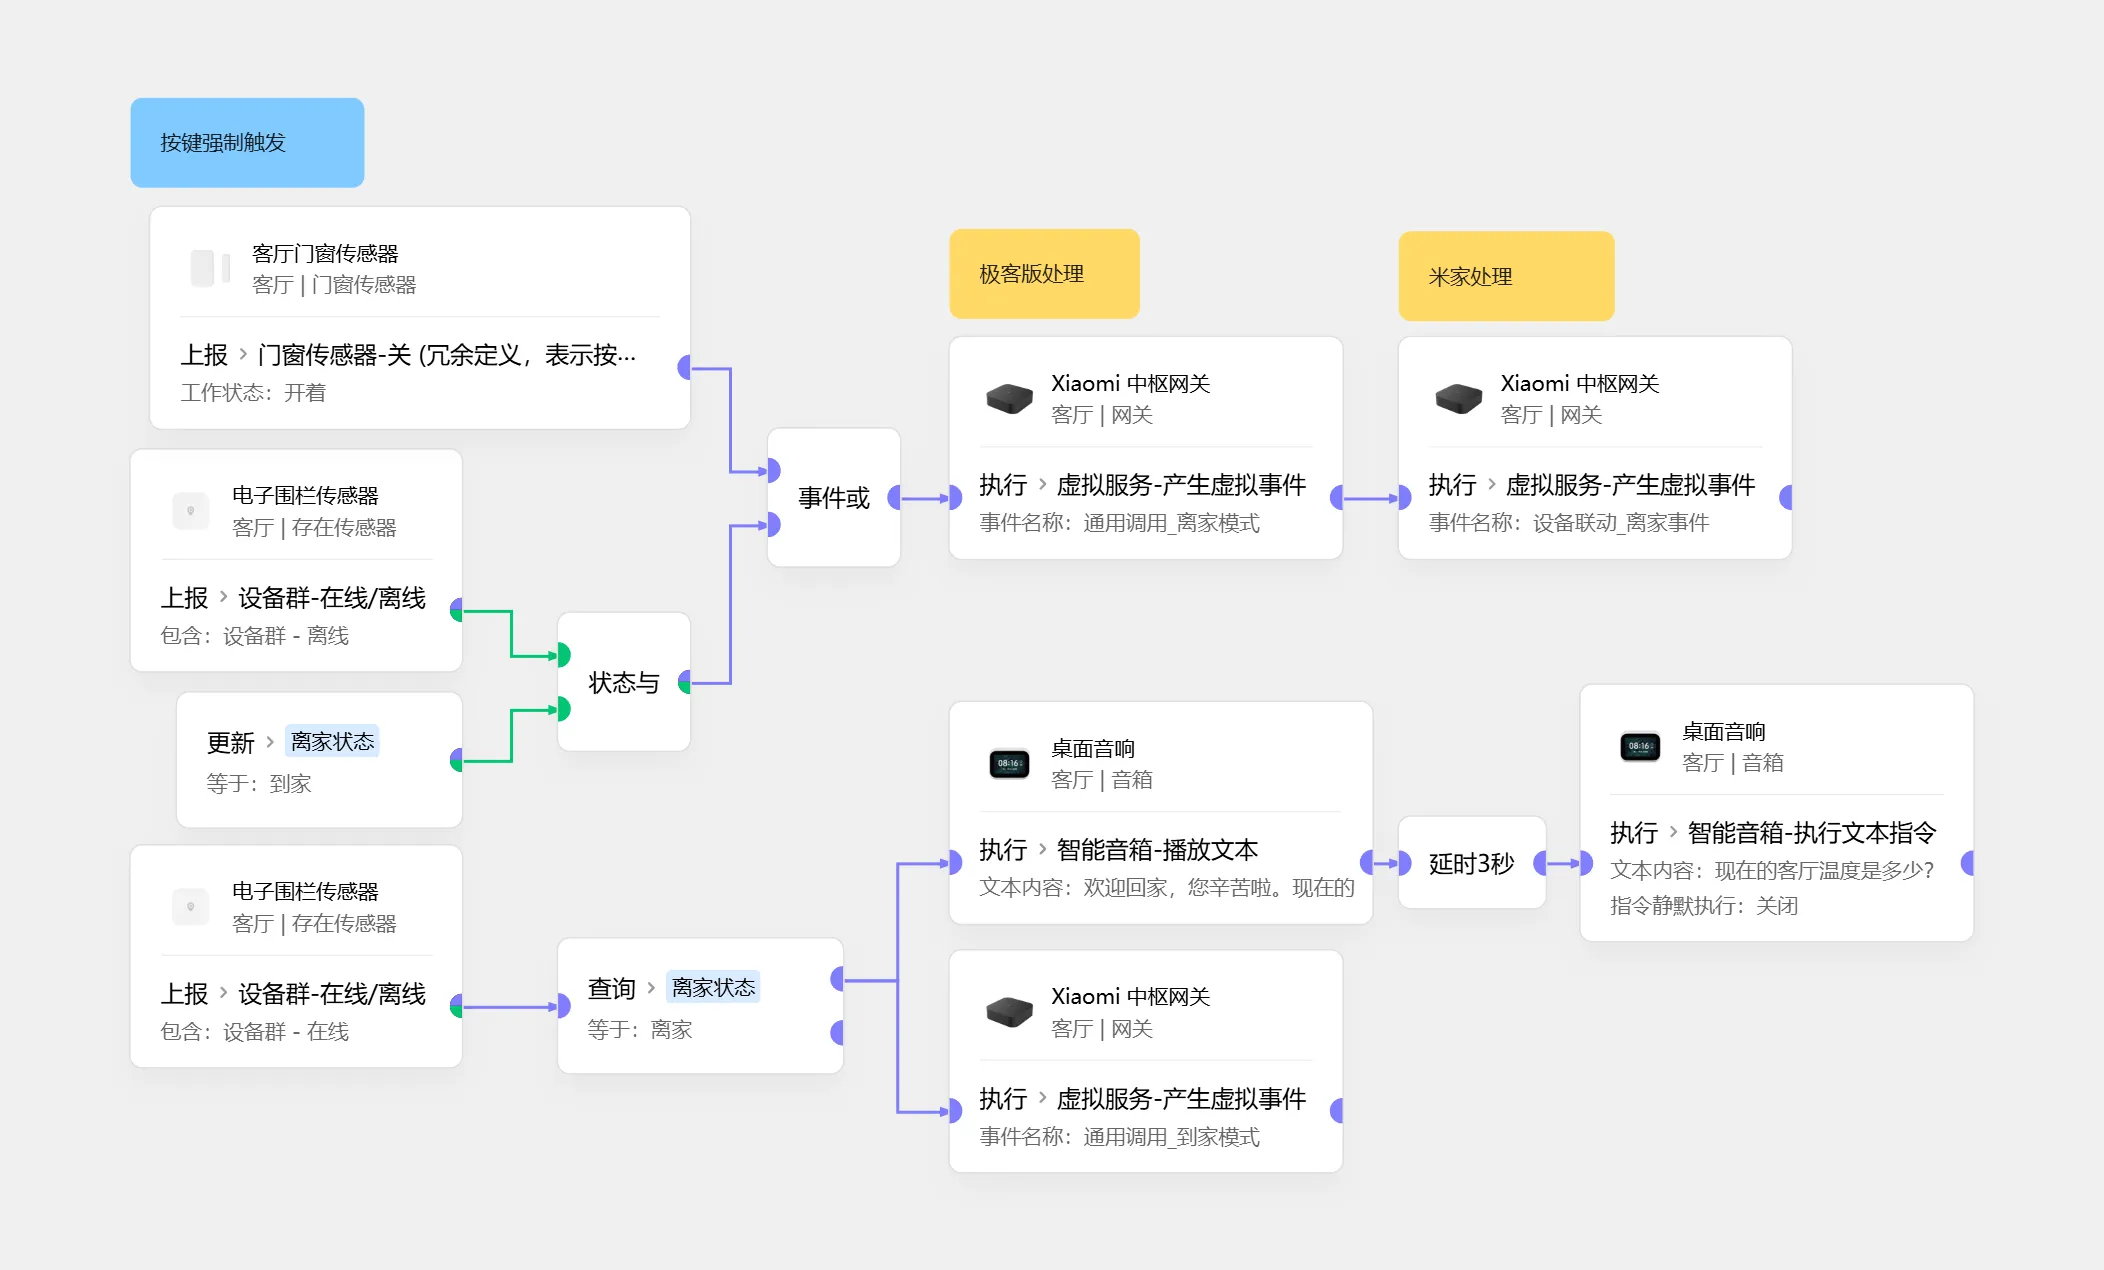 按键强制触发
客厅门窗传感器
客厅 | 门窗传感器
上报 › 门窗传感器-关 (冗余定义，表示按...
工作状态：开着
电子围栏传感器
客厅 | 存在传感器
上报 › 设备群-在线/离线
包含：设备群 - 离线
更新 › 离家状态
等于：到家
状态与
事件或
极客版处理
Xiaomi 中枢网关
客厅 | 网关
执行 › 虚拟服务-产生虚拟事件
事件名称：通用调用_离家模式
米家处理
Xiaomi 中枢网关
客厅 | 网关
执行 › 虚拟服务-产生虚拟事件
事件名称：设备联动_离家事件
电子围栏传感器
客厅 | 存在传感器
上报 › 设备群-在线/离线
包含：设备群 - 在线
查询 › 离家状态
等于：离家
桌面音响
客厅 | 音箱
执行 › 智能音箱-播放文本
文本内容：欢迎回家，您辛苦啦。现在的
延时3秒
08:16
桌面音响
客厅 | 音箱
执行 › 智能音箱-执行文本指令
文本内容：现在的客厅温度是多少？
指令静默执行：关闭
08:16
Xiaomi 中枢网关
客厅 | 网关
执行 › 虚拟服务-产生虚拟事件
事件名称：通用调用_到家模式